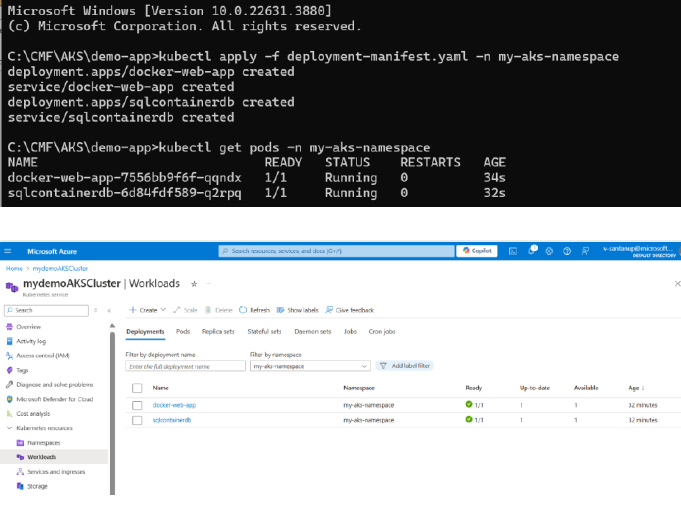 Microsoft Windows [Version 10.0.22631.3880]
(c) Microsoft Corporation. All rights reserved.
C:\CMF\AKS\demo-app>kubectl apply -f deployment-manifest.yaml -n my-aks-namespace
deployment.apps/docker-web-app created
service/docker-web-app created
deployment.apps/sqlcontainerdb created
service/sqlcontainerdb created
C:\CMF\AKS\demo-app>kubectl get pods -n my-aks-namespace
NAME READY STATUS RESTARTS AGE
docker-web-app-7556bb9f6f-qqndx 1/1 Running 0 34s
sqlcontainerdb-6d84fdf589-q2rpq 1/1 Running 0 32s
Microsoft Azure Search resources, services, and docs (G+/) Copilot 1 v-santanup@microsoft...
DEFAULT DIRECTORY
Home > mydemoAKSCluster
mydemoAKSCluster | Workloads
Kubernetes service
Search
Create Scale Delete Refresh Show labels Give feedback
Overview
Activity log
Access control (IAM)
Tags
Diagnose and solve problems
Microsoft Defender for Cloud
Cost analysis
Kubernetes resources
Namespaces
Workloads
Services and ingresses
Storage
Deployments Pods Replica sets Stateful sets Daemon sets Jobs Cron jobs
Filter by deployment name Filter by namespace
Enter the full deployment name my-aks-namespace Add label filter
Name Namespace Ready Up-to-date Available Age ↓
docker-web-app my-aks-namespace 1/1 1 1 32 minutes
sqlcontainerdb my-aks-namespace 1/1 1 1 32 minutes